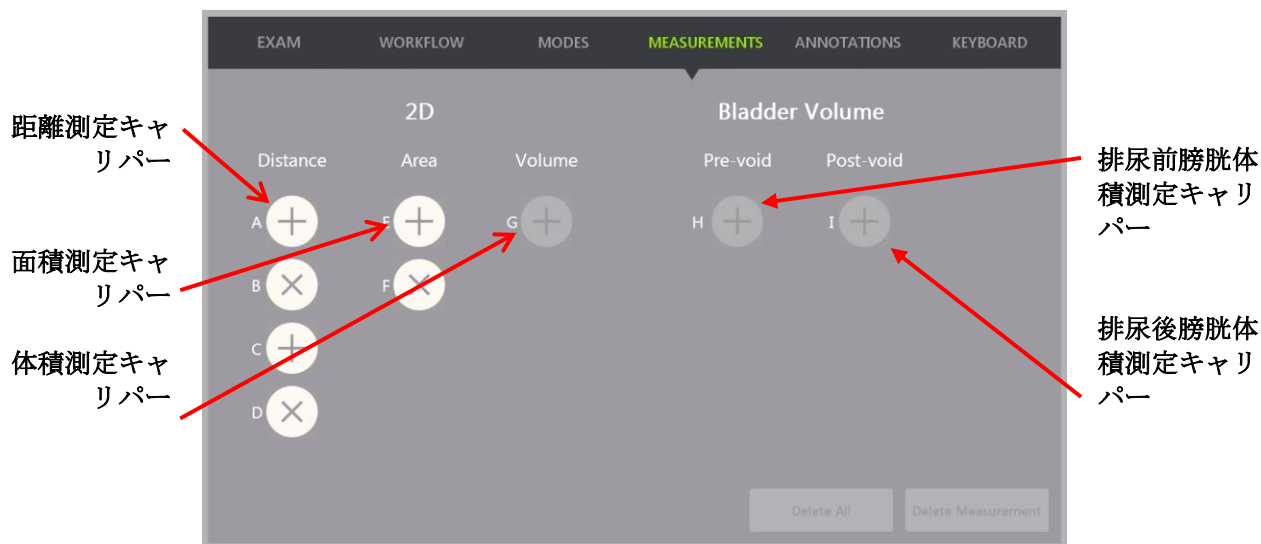 EXAM WORKFLOW MODES MEASUREMENTS ANNOTATIONS KEYBOARD
2D Bladder Volume
Distance Area Volume Pre-void Post-void
A E G H I
B F
C
D
Delete All Delete Measurement
距離測定キャ
リパー
面積測定キャ
リパー
体積測定キャ
リパー
排尿前膀胱体
積測定キャリ
パー
排尿後膀胱体
積測定キャリ
パー